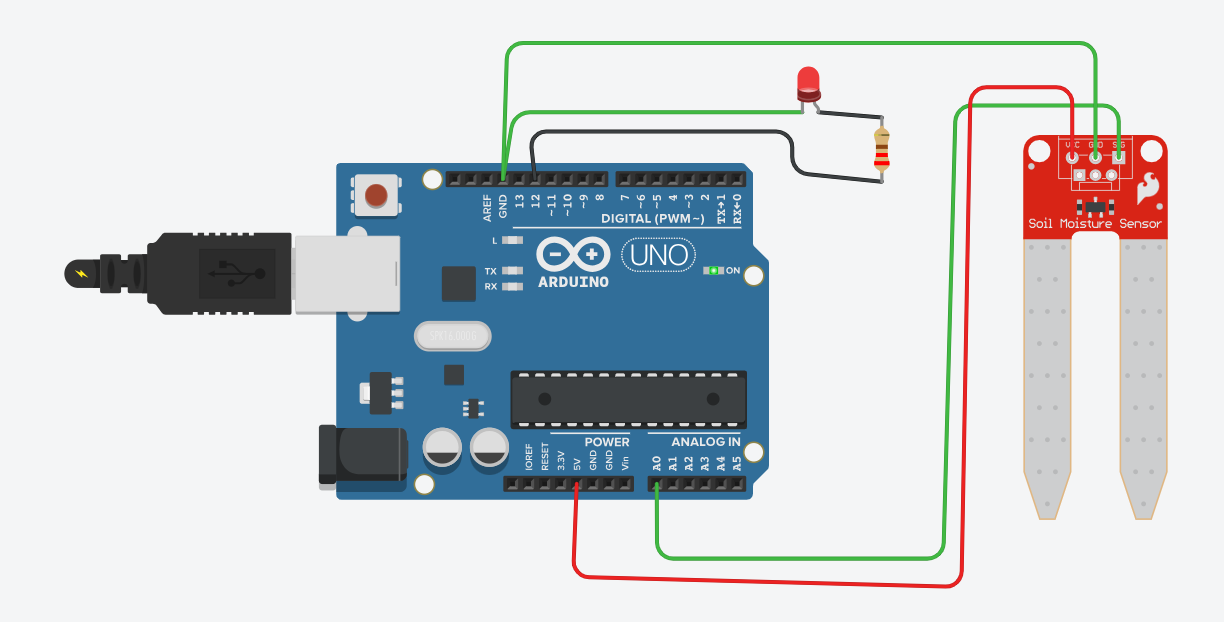 AREF
GND
13
12
~11
~10
~9
8
7
~6
~5
4
~3
2
TX→1
RX←0
DIGITAL (PWM~)
L
TX
RX
UNO
ARDUINO
ON
GND
SIG
Soil Moisture Sensor
POWER
ANALOG IN
IOREF
RESET
3.3V
5V
GND
GND
Vin
A0
A1
A2
A3
A4
A5